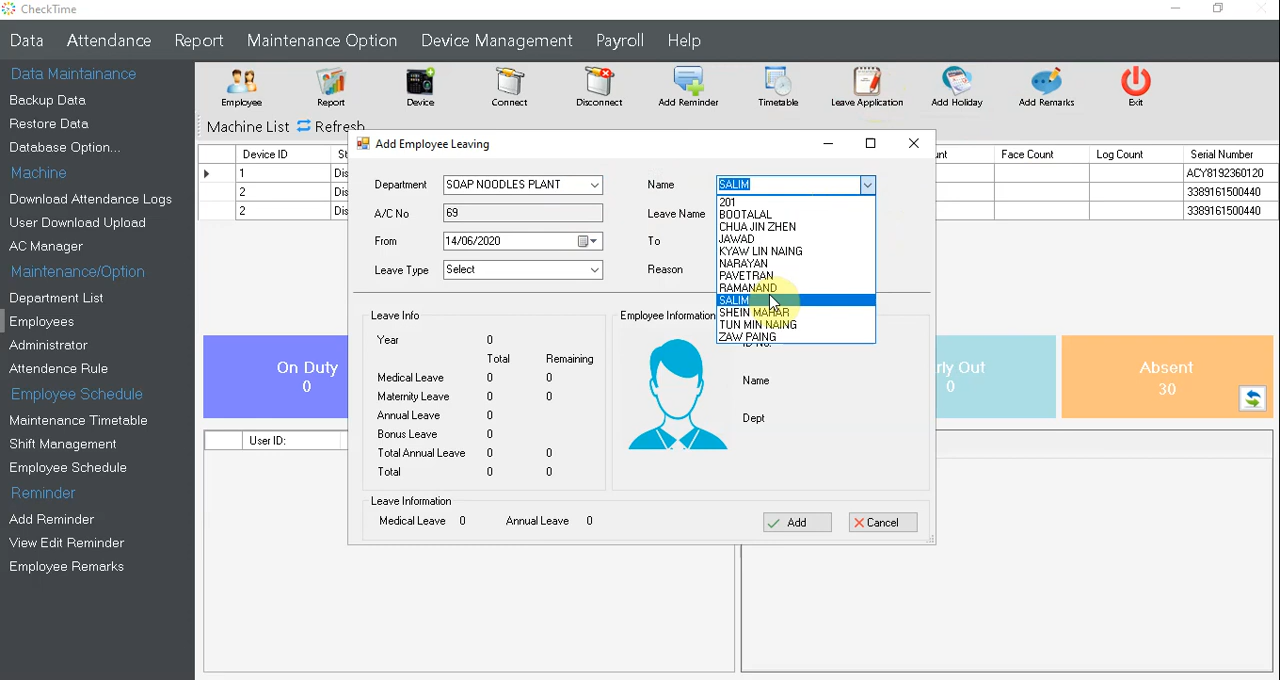 CheckTime
Data Attendance Report Maintenance Option Device Management Payroll Help
Data Maintainance
Backup Data
Restore Data
Database Option...
Machine
Download Attendance Logs
User Download Upload
AC Manager
Maintenance/Option
Department List
Employees
Administrator
Attendence Rule
Employee Schedule
Maintenance Timetable
Shift Management
Employee Schedule
Reminder
Add Reminder
View Edit Reminder
Employee Remarks
Employee Report Device Connect Disconnect Add Reminder Timetable Leave Application Add Holiday Add Remarks Exit
Machine List Refresh
Device ID St unt Face Count Log Count Serial Number
1 Dis ACY8192360120
2 Dis 3389161500440
2 Dis 3389161500440
Add Employee Leaving
Department SOAP NOODLES PLANT Name SALIM
A/C No 69 Leave Name
From 14/06/2020 To
Leave Type Select Reason
201
BOOTALAL
CHUA JIN ZHEN
JAWAD
KYAW LIN NAING
NARAYAN
PAVETRAN
RAMANAND
SALIM
SHEIN MAHAR
TUN MIN NAING
ZAW PAING
Leave Info
Year 0
Total Remaining
Medical Leave 0 0
Maternity Leave 0 0
Annual Leave 0
Bonus Leave 0
Total Annual Leave 0 0
Total 0 0
Employee Information
ID No.
Name
Dept
Leave Information
Medical Leave 0 Annual Leave 0
Add Cancel
On Duty
0
rly Out
0
Absent
30
User ID: